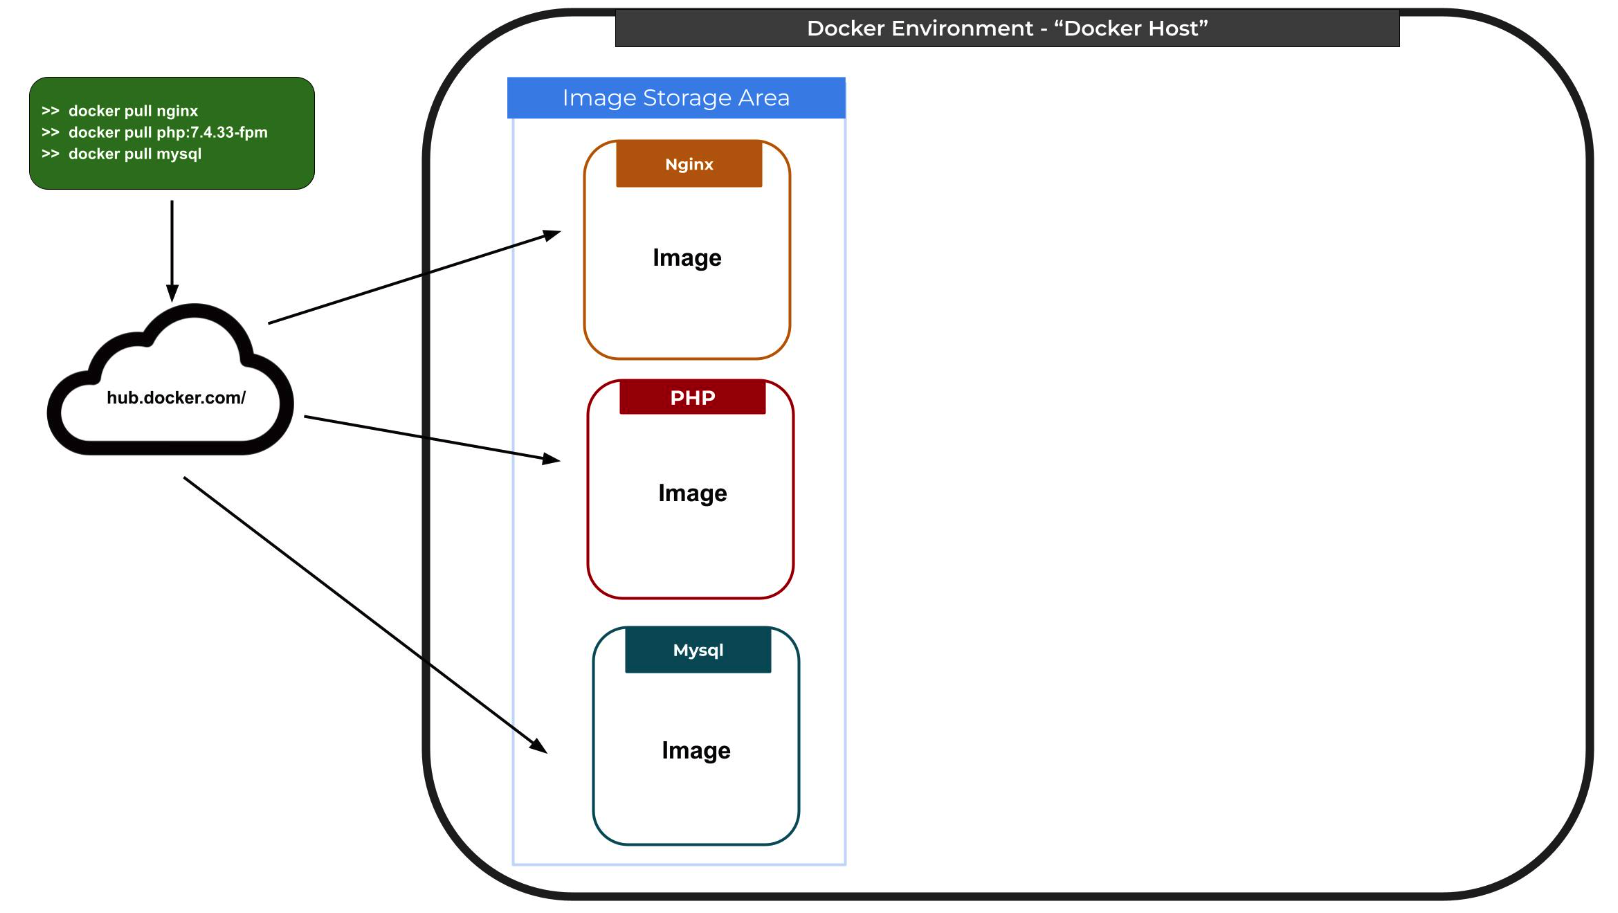 Docker Environment - “Docker Host”
>> docker pull nginx
>> docker pull php:7.4.33-fpm
>> docker pull mysql
hub.docker.com/
Image Storage Area
Nginx
Image
PHP
Image
Mysql
Image